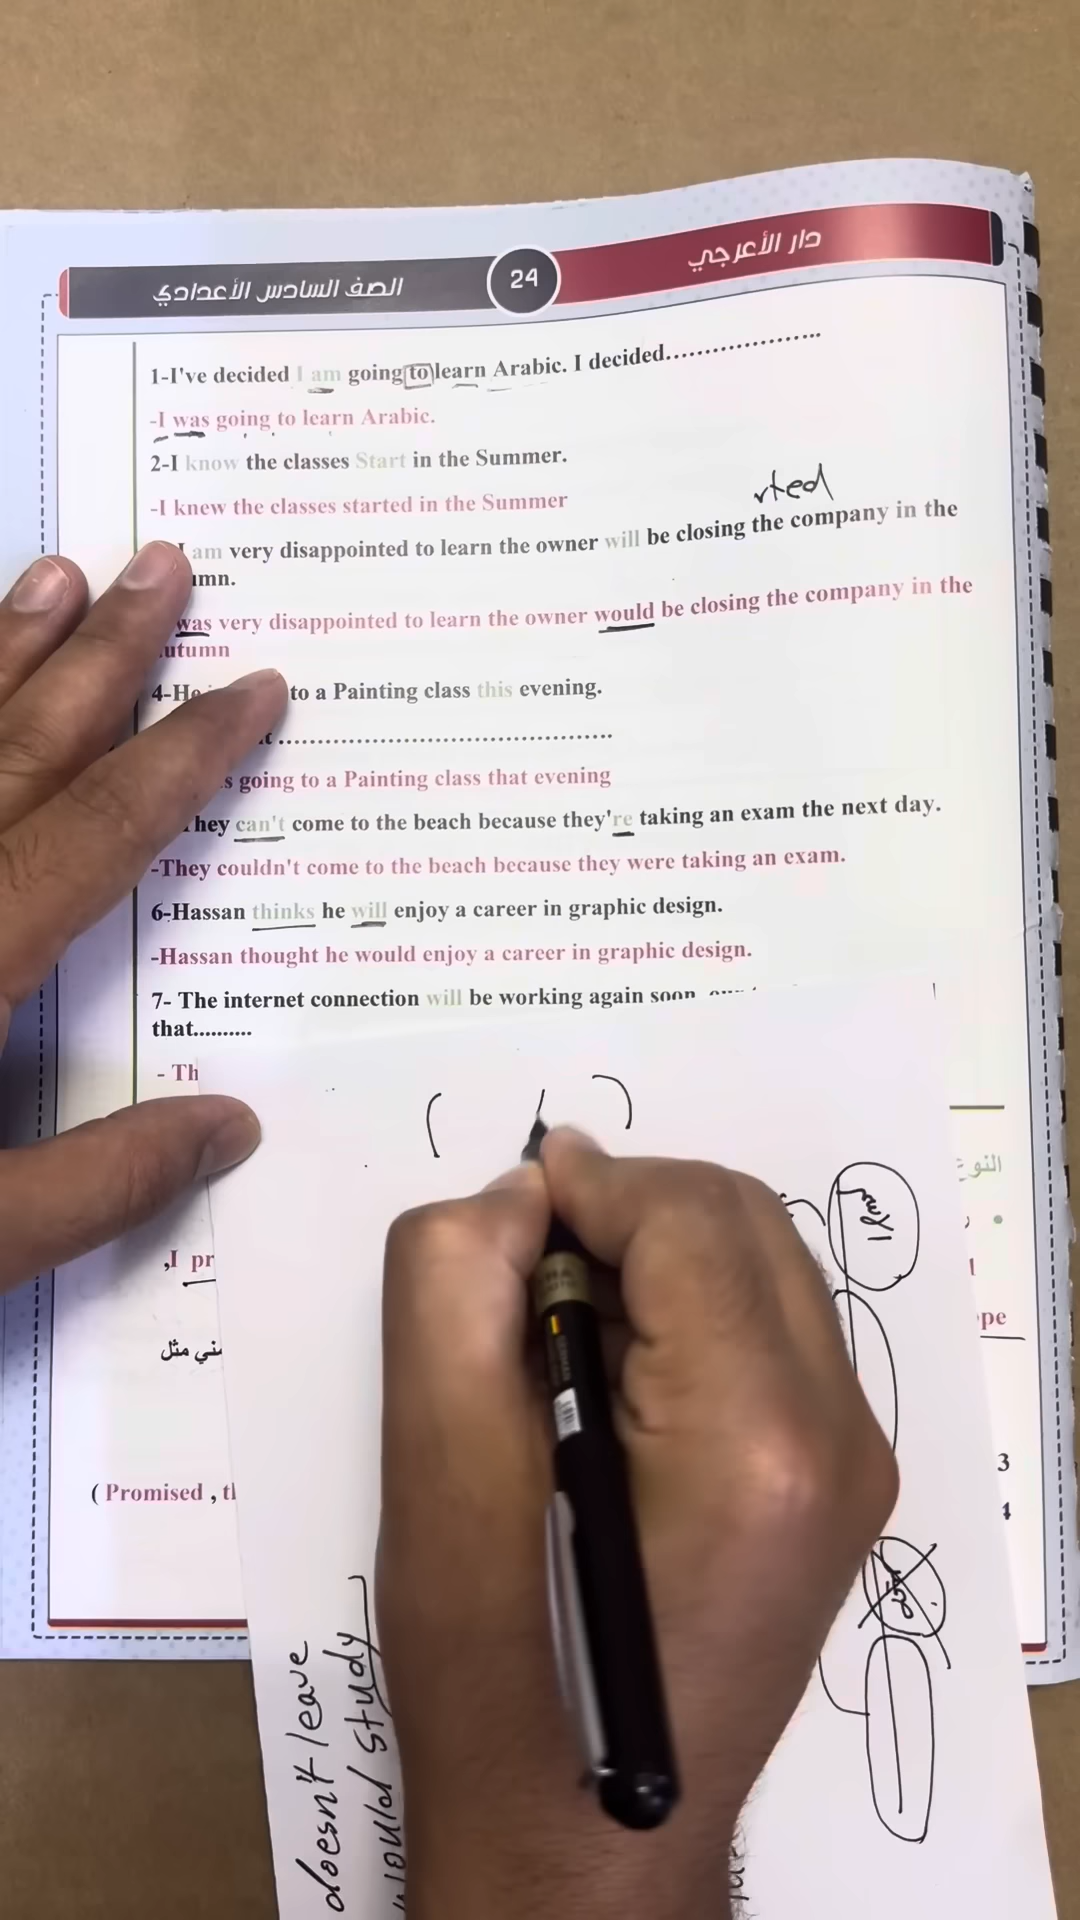 دار الأعرجي
24
الصف السادس الأعدادي
1-I've decided I am going to learn Arabic. I decided....................
-I was going to learn Arabic.
2-I know the classes Start in the Summer.
-I knew the classes started in the Summer
rted
I am very disappointed to learn the owner will be closing the company in the
umn.
was very disappointed to learn the owner would be closing the company in the
utumn
4-He to a Painting class this evening.
t ..........................................
s going to a Painting class that evening
hey can't come to the beach because they're taking an exam the next day.
-They couldn't come to the beach because they were taking an exam.
6-Hassan thinks he will enjoy a career in graphic design.
-Hassan thought he would enjoy a career in graphic design.
7- The internet connection will be working again soon
that..........
- Th
النوع
,I pr
pe
ني مثل
3
4
( Promised , th
doesn't leave
would study